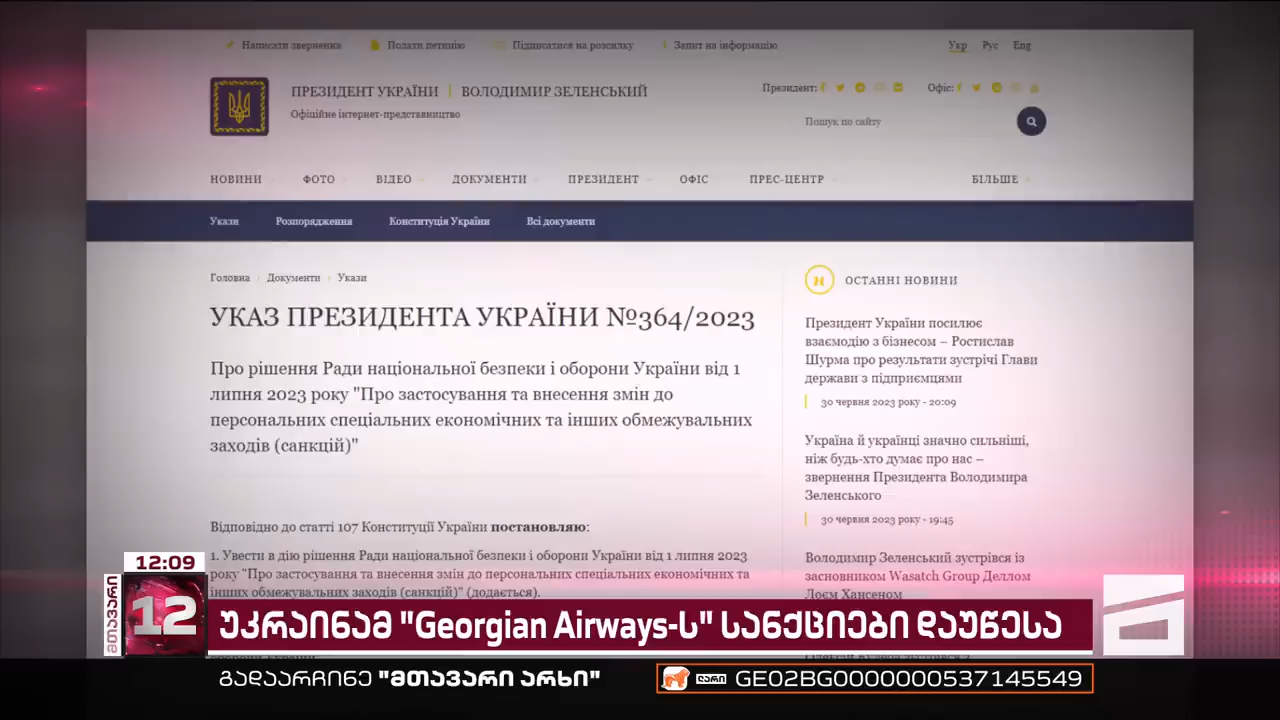 Написати звернення Подати петицію Підписатися на розсилку Запит на інформацію Укр Рус Eng
ПРЕЗИДЕНТ УКРАЇНИ ВОЛОДИМИР ЗЕЛЕНСЬКИЙ
Офіційне інтернет-представництво
Президент: Офіс:
Пошук по сайту
НОВИНИ ФОТО ВІДЕО ДОКУМЕНТИ ПРЕЗИДЕНТ ОФІС ПРЕС-ЦЕНТР БІЛЬШЕ
Укази Розпорядження Конституція України Всі документи
Головна Документи Укази
УКАЗ ПРЕЗИДЕНТА УКРАЇНИ №364/2023
Про рішення Ради національної безпеки і оборони України від 1
липня 2023 року "Про застосування та внесення змін до
персональних спеціальних економічних та інших обмежувальних
заходів (санкцій)"
Відповідно до статті 107 Конституції України постановляю:
1. Увести в дію рішення Ради національної безпеки і оборони України від 1 липня 2023
року "Про застосування та внесення змін до персональних спеціальних економічних та
інших обмежувальних заходів (санкцій)" (додається).
ОСТАННІ НОВИНИ
Президент України посилює
взаємодію з бізнесом – Ростислав
Шурма про результати зустрічі Глави
держави з підприємцями
30 червня 2023 року - 20:09
Україна й українці значно сильніші,
ніж будь-хто думає про нас –
звернення Президента Володимира
Зеленського
30 червня 2023 року - 19:45
Володимир Зеленський зустрівся із
засновником Wasatch Group Деллом
Лоєм Хансеном
12:09
მთავარი
12
უკრაინამ "Georgian Airways-ს" სანქციები დაუწესა
გადაარჩინე "მთავარი არხი"
ლარი GE02BG0000000537145549